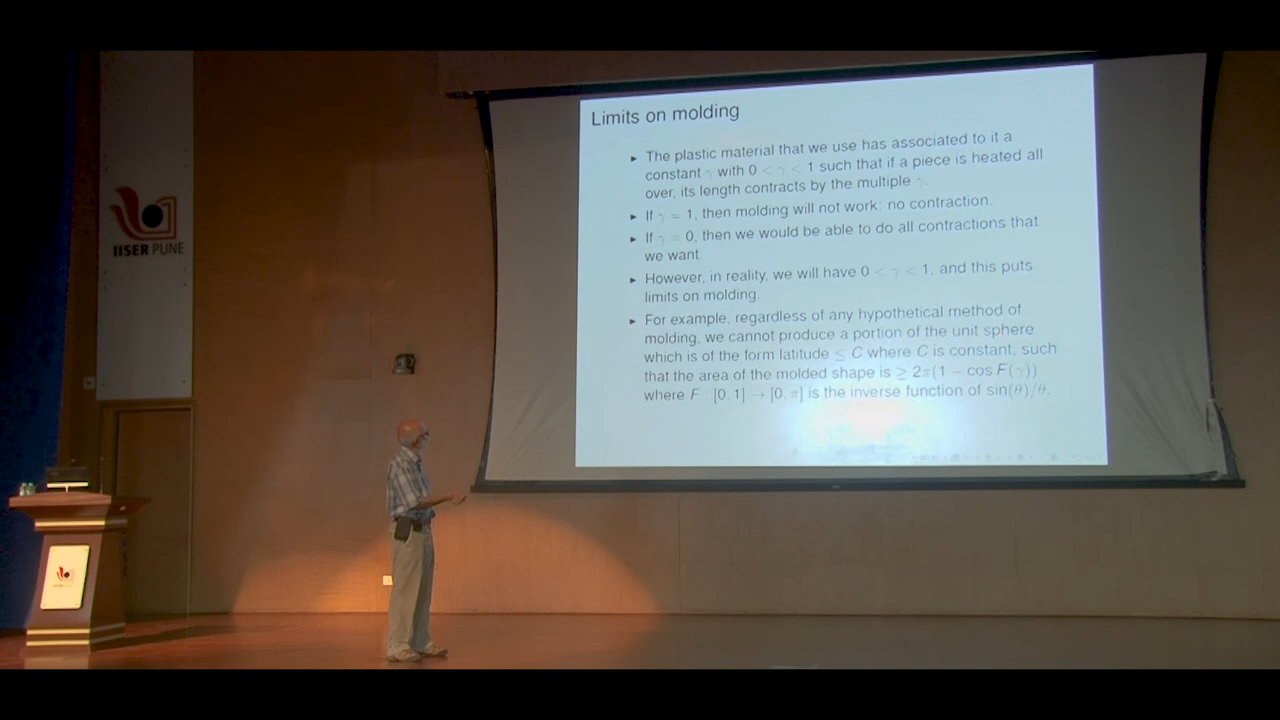 Limits on molding
▸ The plastic material that we use has associated to it a
constant γ with 0 < γ < 1 such that if a piece is heated all
over, its length contracts by the multiple γ.
▸ If γ = 1, then molding will not work: no contraction.
▸ If γ = 0, then we would be able to do all contractions that
we want.
▸ However, in reality, we will have 0 < γ < 1, and this puts
limits on molding.
▸ For example, regardless of any hypothetical method of
molding, we cannot produce a portion of the unit sphere
which is of the form latitude ≤ C where C is constant, such
that the area of the molded shape is ≥ 2π(1 − cos F(γ))
where F : [0, 1] → [0, π] is the inverse function of sin(θ)/θ.
IISER PUNE